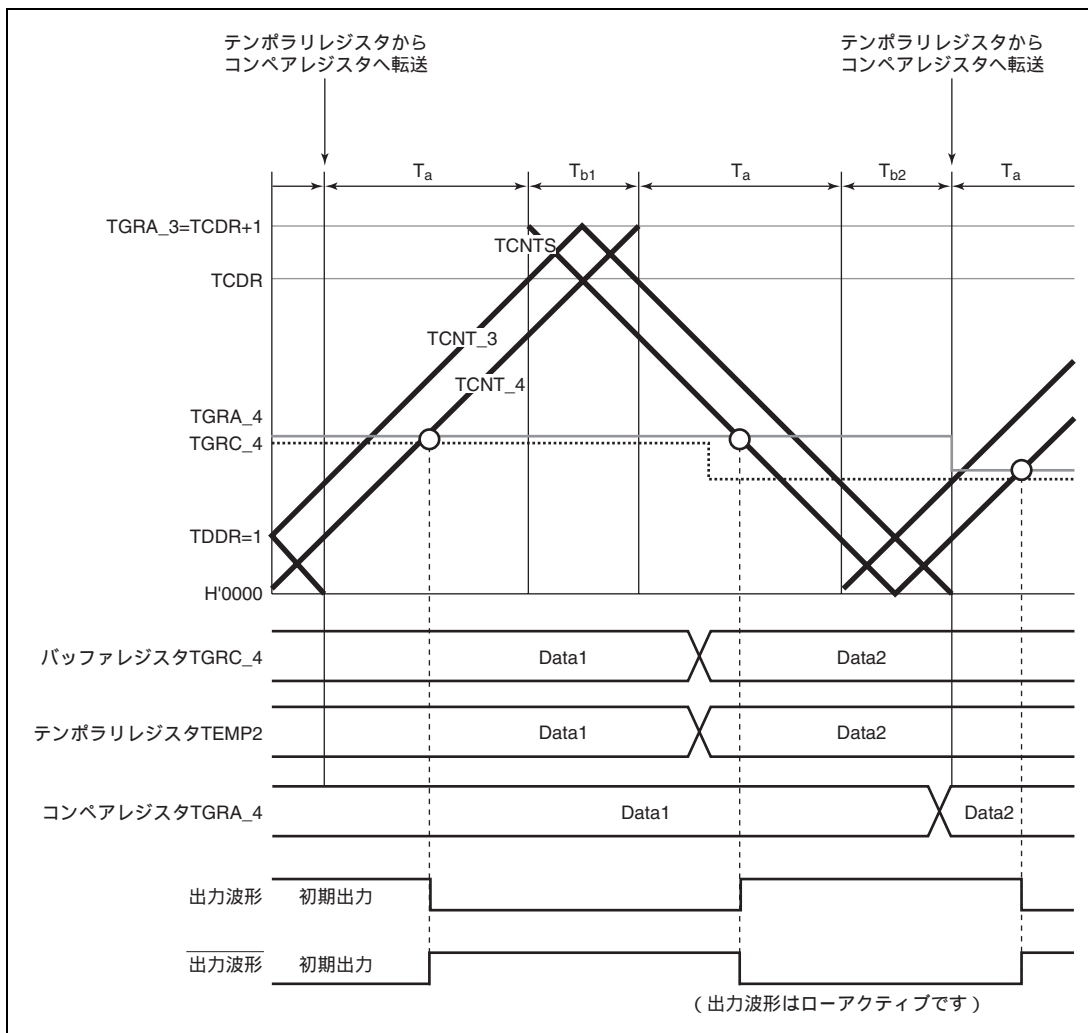 テンポラリレジスタから
コンペアレジスタへ転送
テンポラリレジスタから
コンペアレジスタへ転送
Ta
Tb1
Ta
Tb2
Ta
TGRA_3=TCDR+1
TCNTS
TCDR
TCNT_3
TCNT_4
TGRA_4
TGRC_4
TDDR=1
H'0000
バッファレジスタTGRC_4
Data1
Data2
テンポラリレジスタTEMP2
Data1
Data2
コンペアレジスタTGRA_4
Data1
Data2
出力波形
初期出力
出力波形
初期出力
(出力波形はローアクティブです)